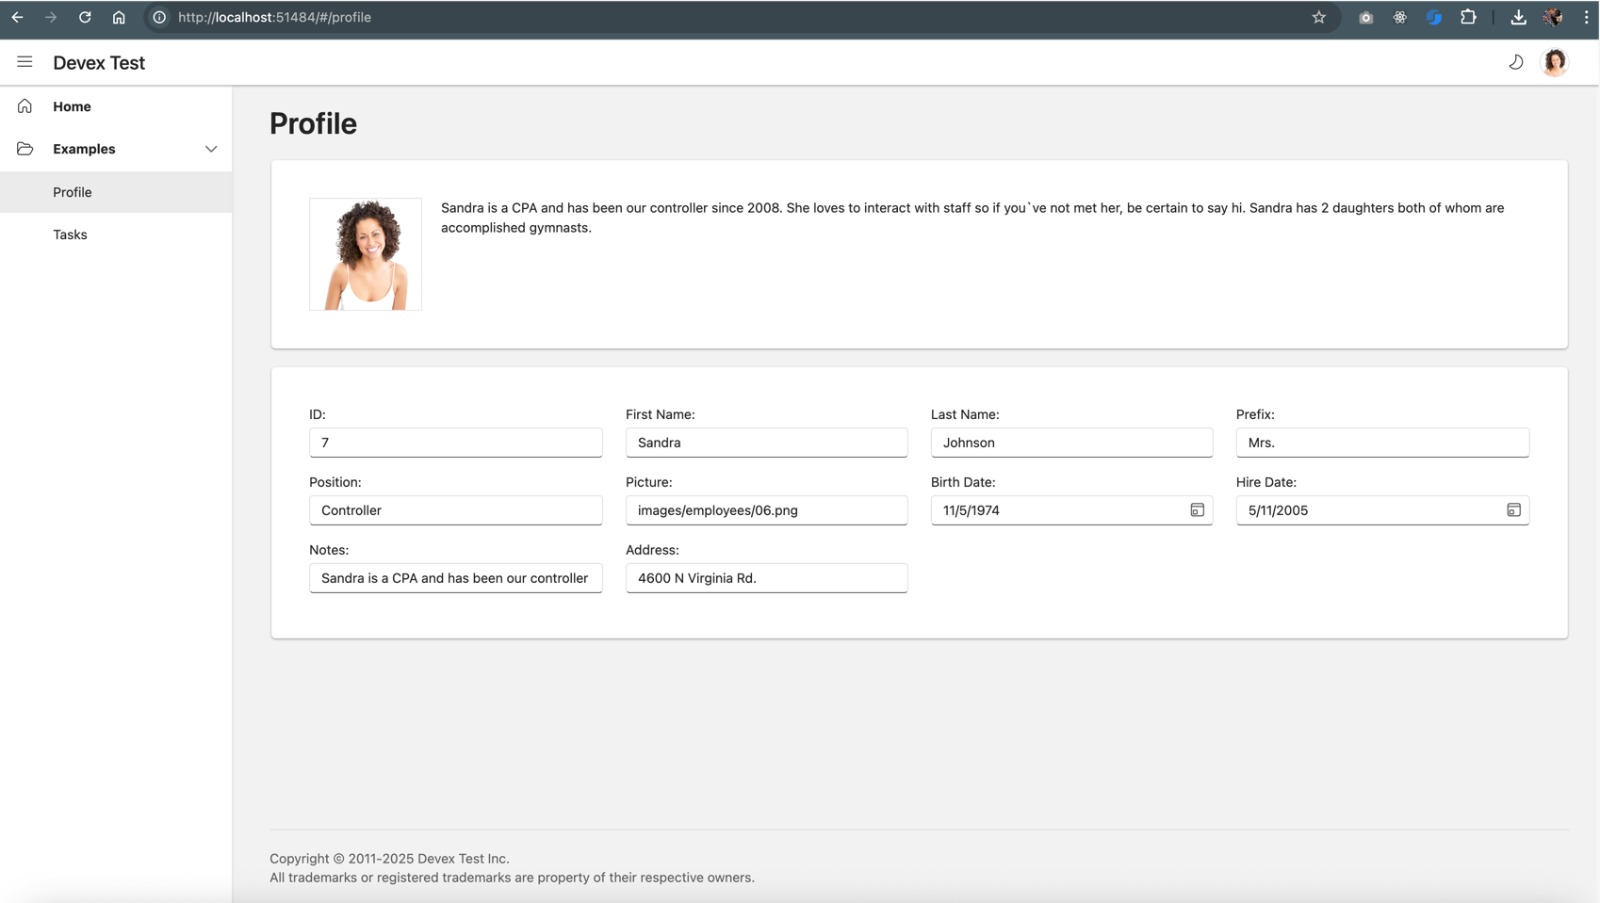 http://localhost:51484/#/profile
Devex Test
Home
Examples
Profile
Tasks
Profile
Sandra is a CPA and has been our controller since 2008. She loves to interact with staff so if you`ve not met her, be certain to say hi. Sandra has 2 daughters both of whom are
accomplished gymnasts.
ID: First Name: Last Name: Prefix:
7 Sandra Johnson Mrs.
Position: Picture: Birth Date: Hire Date:
Controller images/employees/06.png 11/5/1974 5/11/2005
Notes: Address:
Sandra is a CPA and has been our controller 4600 N Virginia Rd.
Copyright © 2011-2025 Devex Test Inc.
All trademarks or registered trademarks are property of their respective owners.